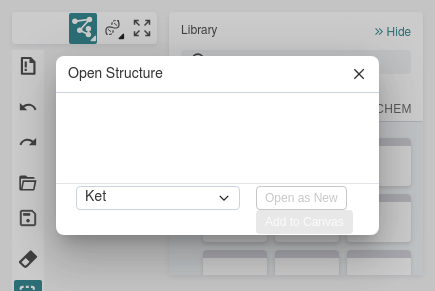 Library
Hide
Open Structure
CHEM
Ket
Open as New
Add to Canvas